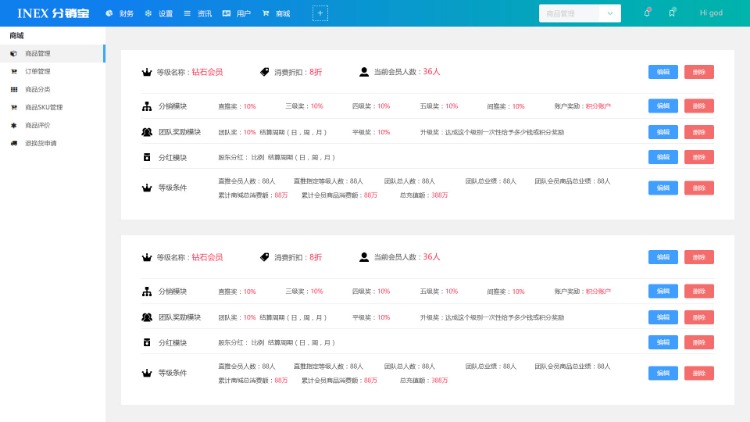 INEX 分销宝 财务 设置 资讯 用户 商城 + 商品管理 Hi god
商城
商品管理
订单管理
商品分类
商品SKU管理
商品评价
退换货申请
等级名称：钻石会员 消费折扣：8折 当前会员人数：36人 编辑 删除
分销模块 直推奖：10% 三级奖：10% 四级奖：10% 五级奖：10% 间推奖：10% 账户奖励：积分账户 编辑 删除
团队奖励模块 团队奖：10% 结算周期（日，周，月） 平级奖：10% 升级奖：达成这个级别一次性给予多少钱或积分奖励 编辑 删除
分红模块 股东分红：比例 结算周期（日，周，月） 编辑 删除
等级条件 直推会员人数：88人 直推指定等级人数：88人 团队总人数：88人 团队总业绩：88人 团队会员商品总业绩：88人 编辑 删除
累计商城总消费额：88万 累计会员商品消费额：88万 总充值额：388万
等级名称：钻石会员 消费折扣：8折 当前会员人数：36人 编辑 删除
分销模块 直推奖：10% 三级奖：10% 四级奖：10% 五级奖：10% 间推奖：10% 账户奖励：积分账户 编辑 删除
团队奖励模块 团队奖：10% 结算周期（日，周，月） 平级奖：10% 升级奖：达成这个级别一次性给予多少钱或积分奖励 编辑 删除
分红模块 股东分红：比例 结算周期（日，周，月） 编辑 删除
等级条件 直推会员人数：88人 直推指定等级人数：88人 团队总人数：88人 团队总业绩：88人 团队会员商品总业绩：88人 编辑 删除
累计商城总消费额：88万 累计会员商品消费额：88万 总充值额：388万